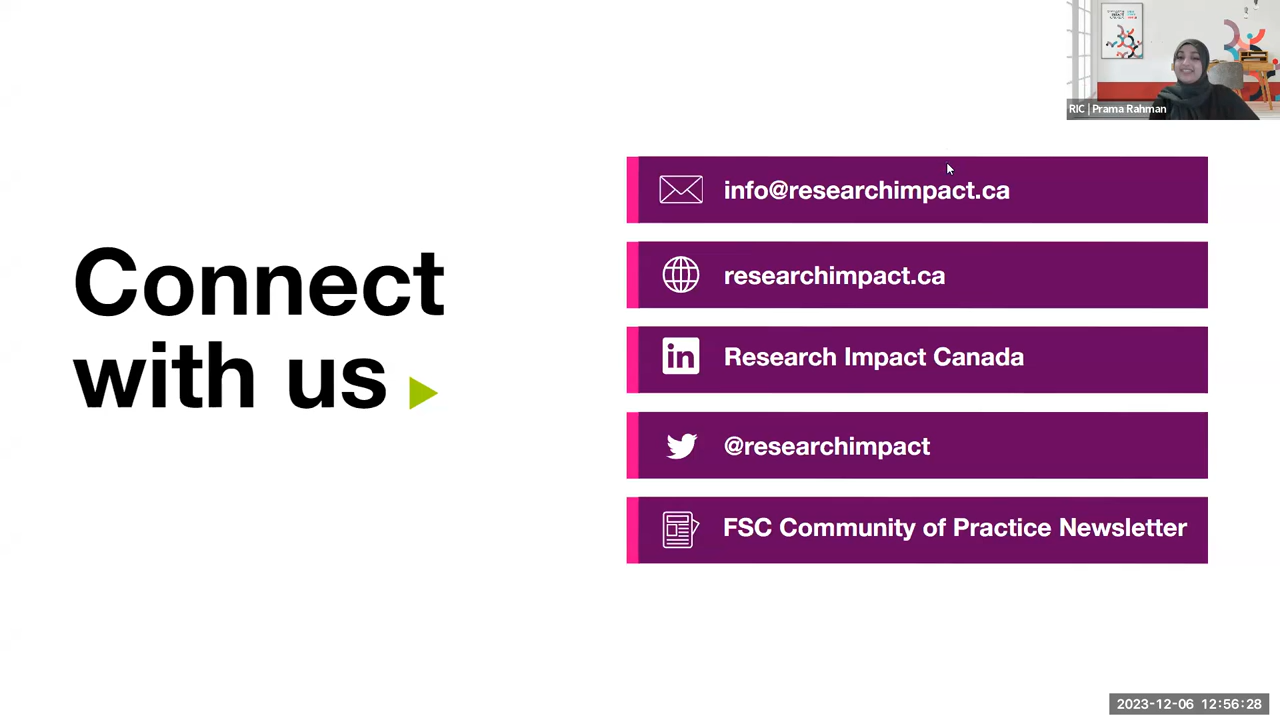 RIC | Prama Rahman
Connect
with us
info@researchimpact.ca
researchimpact.ca
in
Research Impact Canada
@researchimpact
FSC Community of Practice Newsletter
2023-12-06 12:56:28